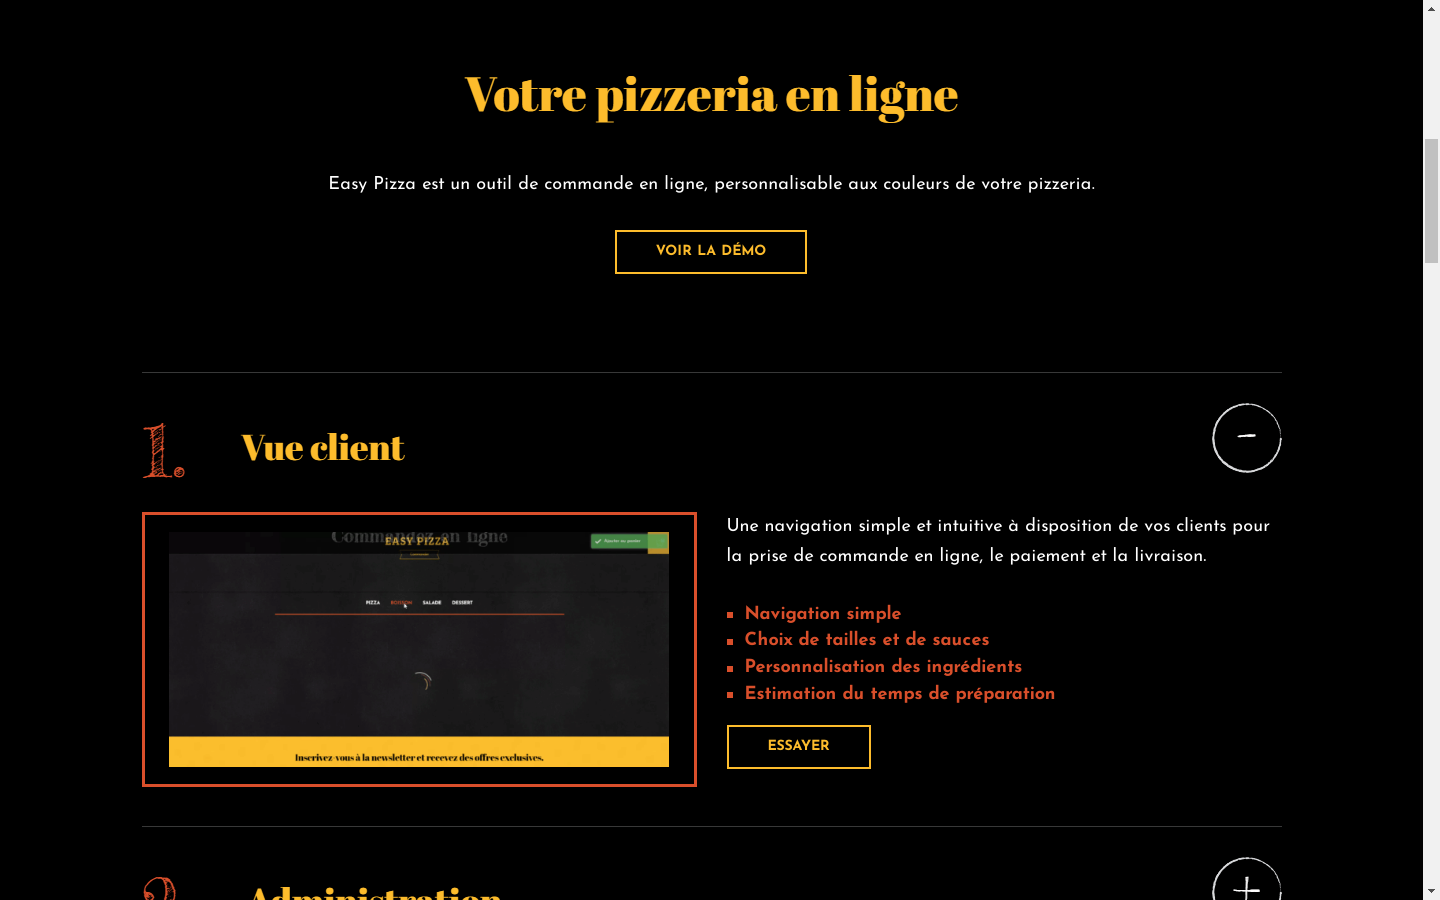 Votre pizzeria en ligne
Easy Pizza est un outil de commande en ligne, personnalisable aux couleurs de votre pizzeria.
VOIR LA DÉMO
1.
Vue client
Commandez en ligne
EASY PIZZA
PIZZA BOISSON SALADE DESSERT
Inscrivez-vous à la newsletter et recevez des offres exclusives.
Une navigation simple et intuitive à disposition de vos clients pour
la prise de commande en ligne, le paiement et la livraison.
Navigation simple
Choix de tailles et de sauces
Personnalisation des ingrédients
Estimation du temps de préparation
ESSAYER
2
Administration